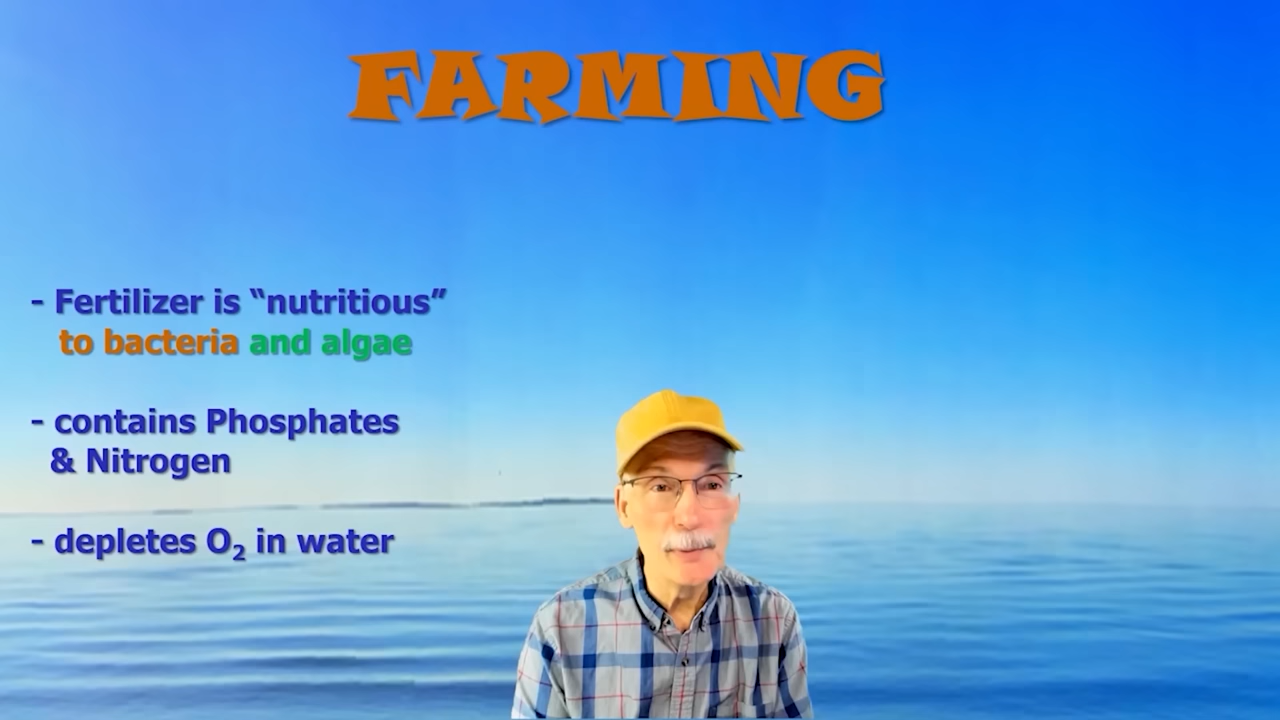 FARMING
- Fertilizer is “nutritious”
to bacteria and algae
- contains Phosphates
& Nitrogen
- depletes O₂ in water